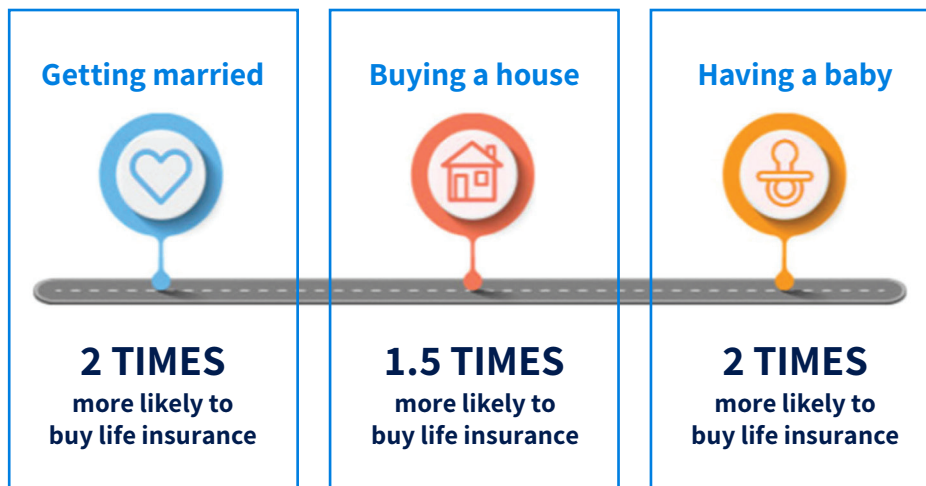 Getting married
2 TIMES
more likely to
buy life insurance
Buying a house
1.5 TIMES
more likely to
buy life insurance
Having a baby
2 TIMES
more likely to
buy life insurance